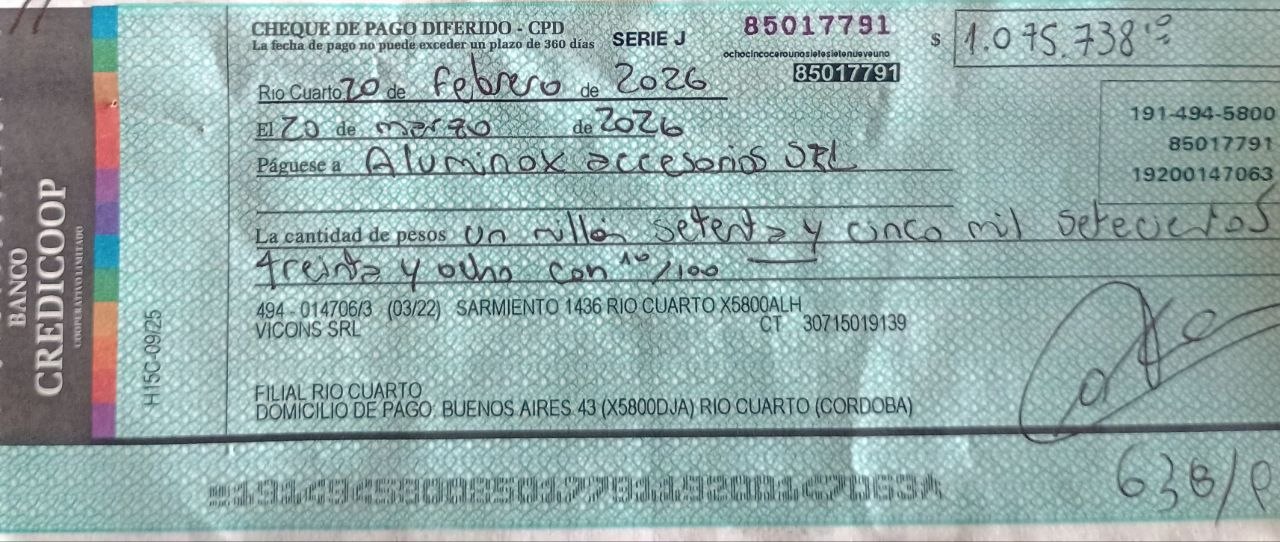 BANCO
CREDICOOP
COOPERATIVO LIMITADO
H15C-09/25
CHEQUE DE PAGO DIFERIDO - CPD
La fecha de pago no puede exceder un plazo de 360 días
SERIE J
85017791
ochocincocerounosietesietenueveuno
85017791
$ 1.075.738
Rio Cuarto 20 de febrero de 2026
El 20 de marzo de 2026
Páguese a Aluminox accesorios SRL
191-494-5800
85017791
19200147063
La cantidad de pesos un millón setenta y cinco mil setecientos
treinta y ocho con 10/100
494 - 014706/3 (03/22) SARMIENTO 1436 RIO CUARTO X5800ALH
VICONS SRL CT 30715019139
FILIAL RIO CUARTO
DOMICILIO DE PAGO: BUENOS AIRES 43 (X5800DJA) RIO CUARTO (CORDOBA)